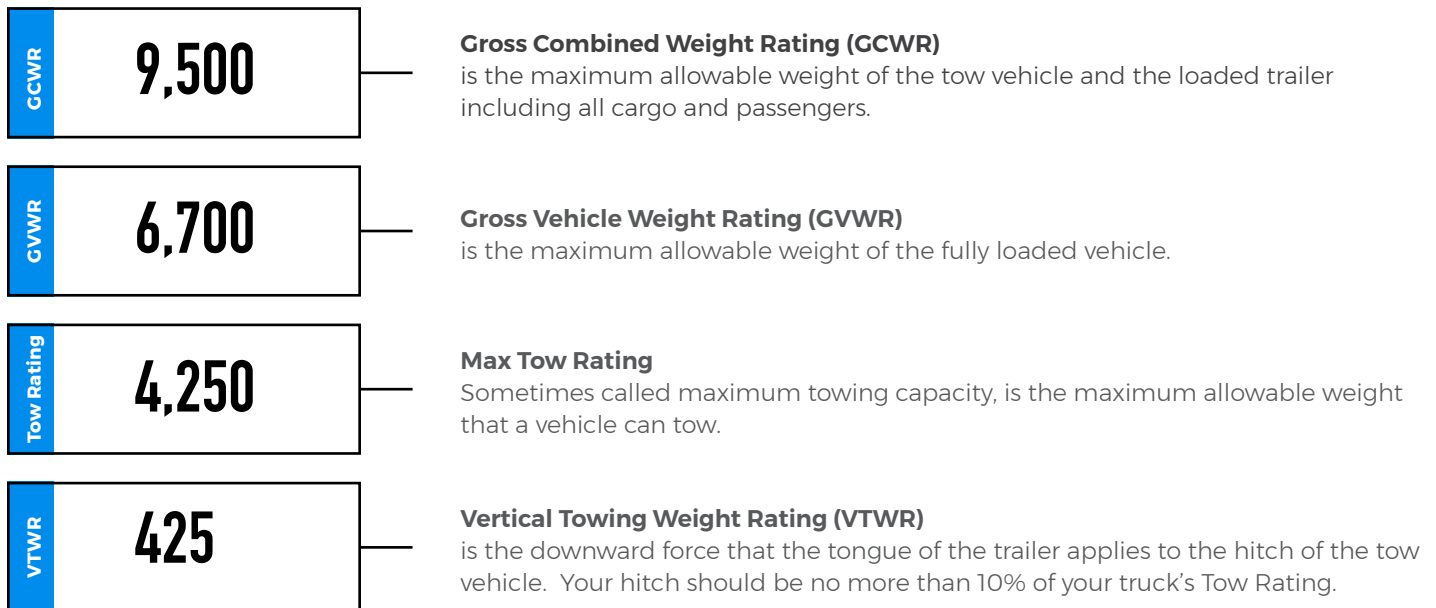 GCWR
9,500
Gross Combined Weight Rating (GCWR)
is the maximum allowable weight of the tow vehicle and the loaded trailer
including all cargo and passengers.
GVWR
6,700
Gross Vehicle Weight Rating (GVWR)
is the maximum allowable weight of the fully loaded vehicle.
Tow Rating
4,250
Max Tow Rating
Sometimes called maximum towing capacity, is the maximum allowable weight
that a vehicle can tow.
VTWR
425
Vertical Towing Weight Rating (VTWR)
is the downward force that the tongue of the trailer applies to the hitch of the tow
vehicle.  Your hitch should be no more than 10% of your truck's Tow Rating.